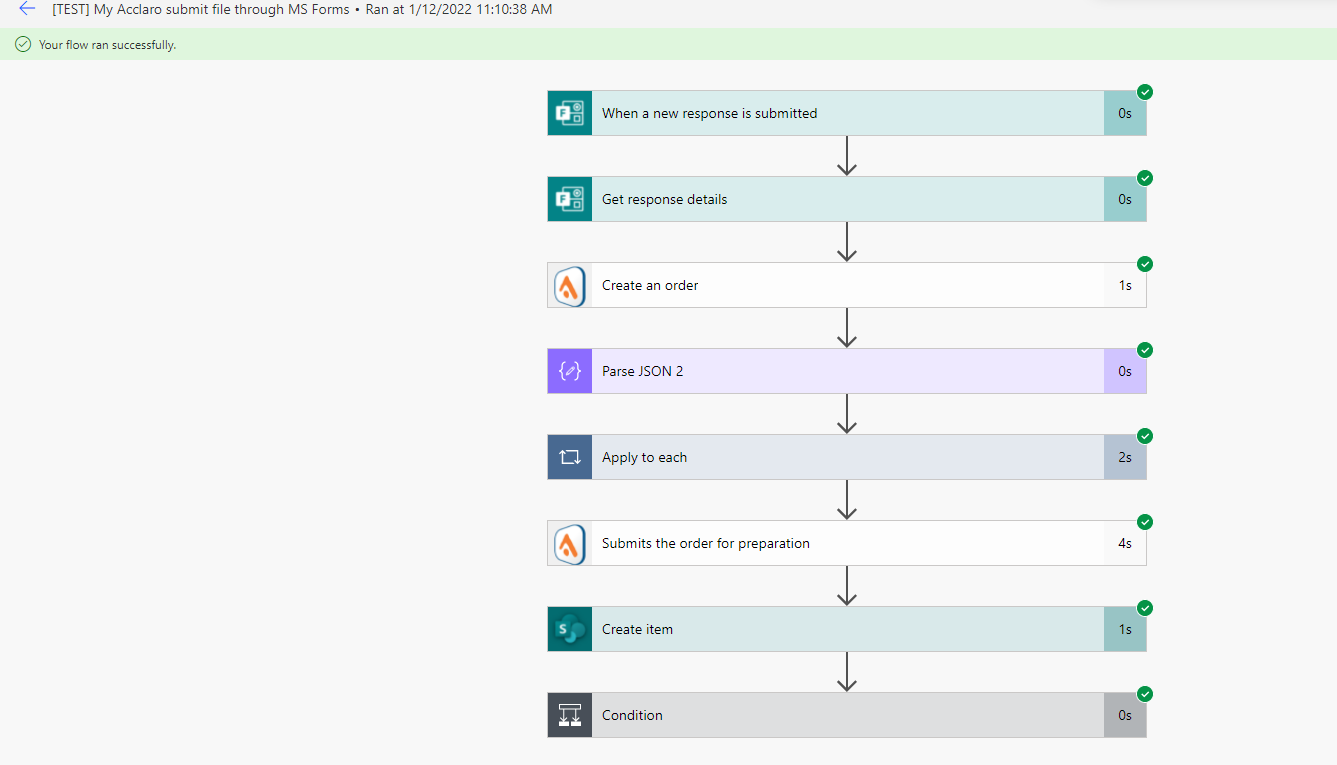 [TEST] My Acclaro submit file through MS Forms • Ran at 1/12/2022 11:10:38 AM
Your flow ran successfully.
When a new response is submitted 0s
Get response details 0s
Create an order 1s
Parse JSON 2 0s
Apply to each 2s
Submits the order for preparation 4s
Create item 1s
Condition 0s